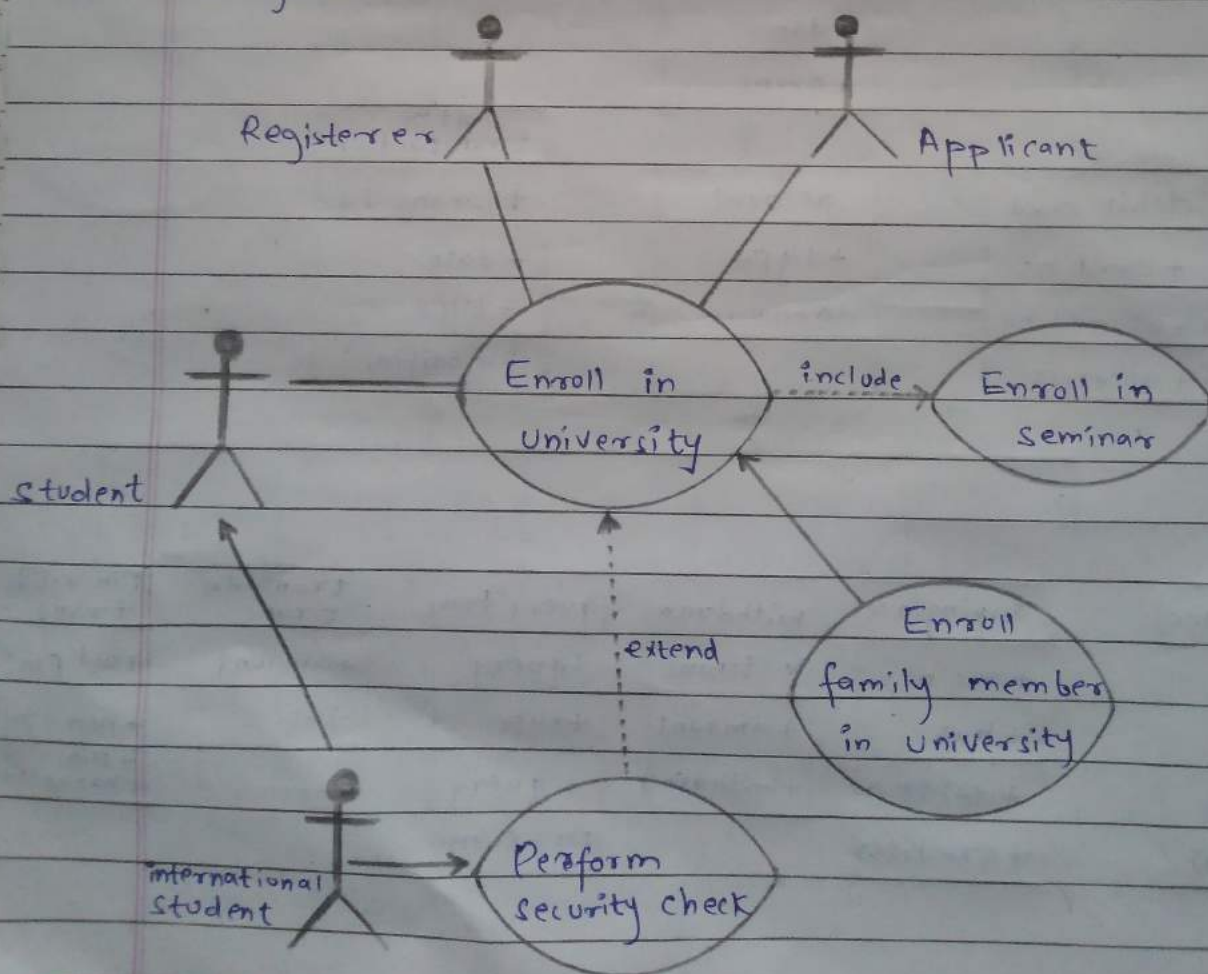 Registerer
Applicant
Enroll in
university
include
Enroll in
seminar
student
extend
Enroll
family member
in university
international
student
Perform
security check